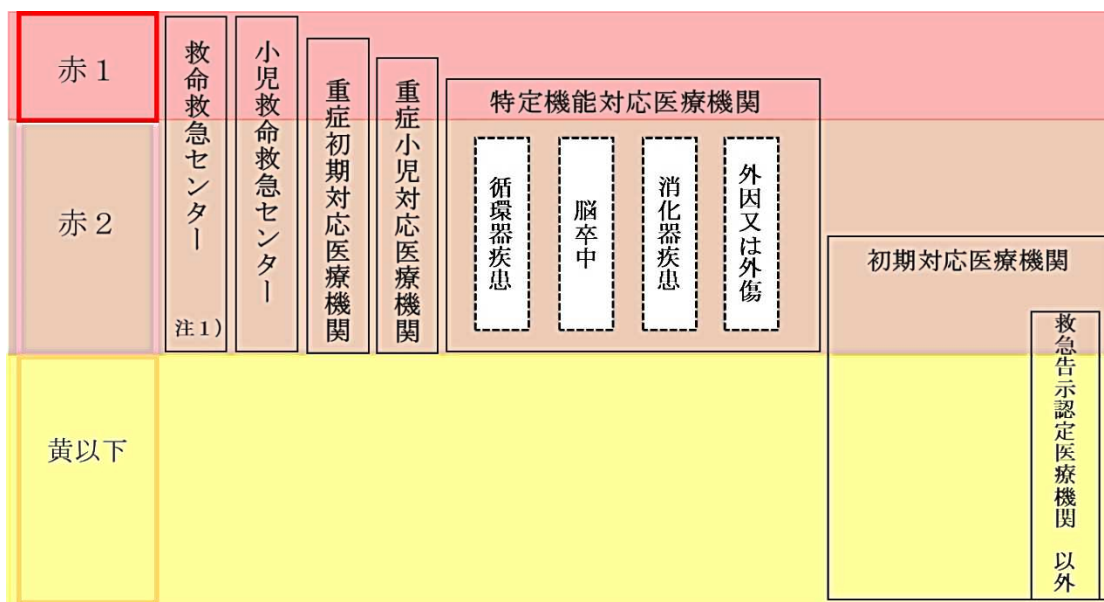 赤1
赤2
黄以下
救命救急センター
注1)
小児救命救急センター
重症初期対応医療機関
重症小児対応医療機関
特定機能対応医療機関
循環器疾患
脳卒中
消化器疾患
外因又は外傷
初期対応医療機関
救急告示認定医療機関 以外